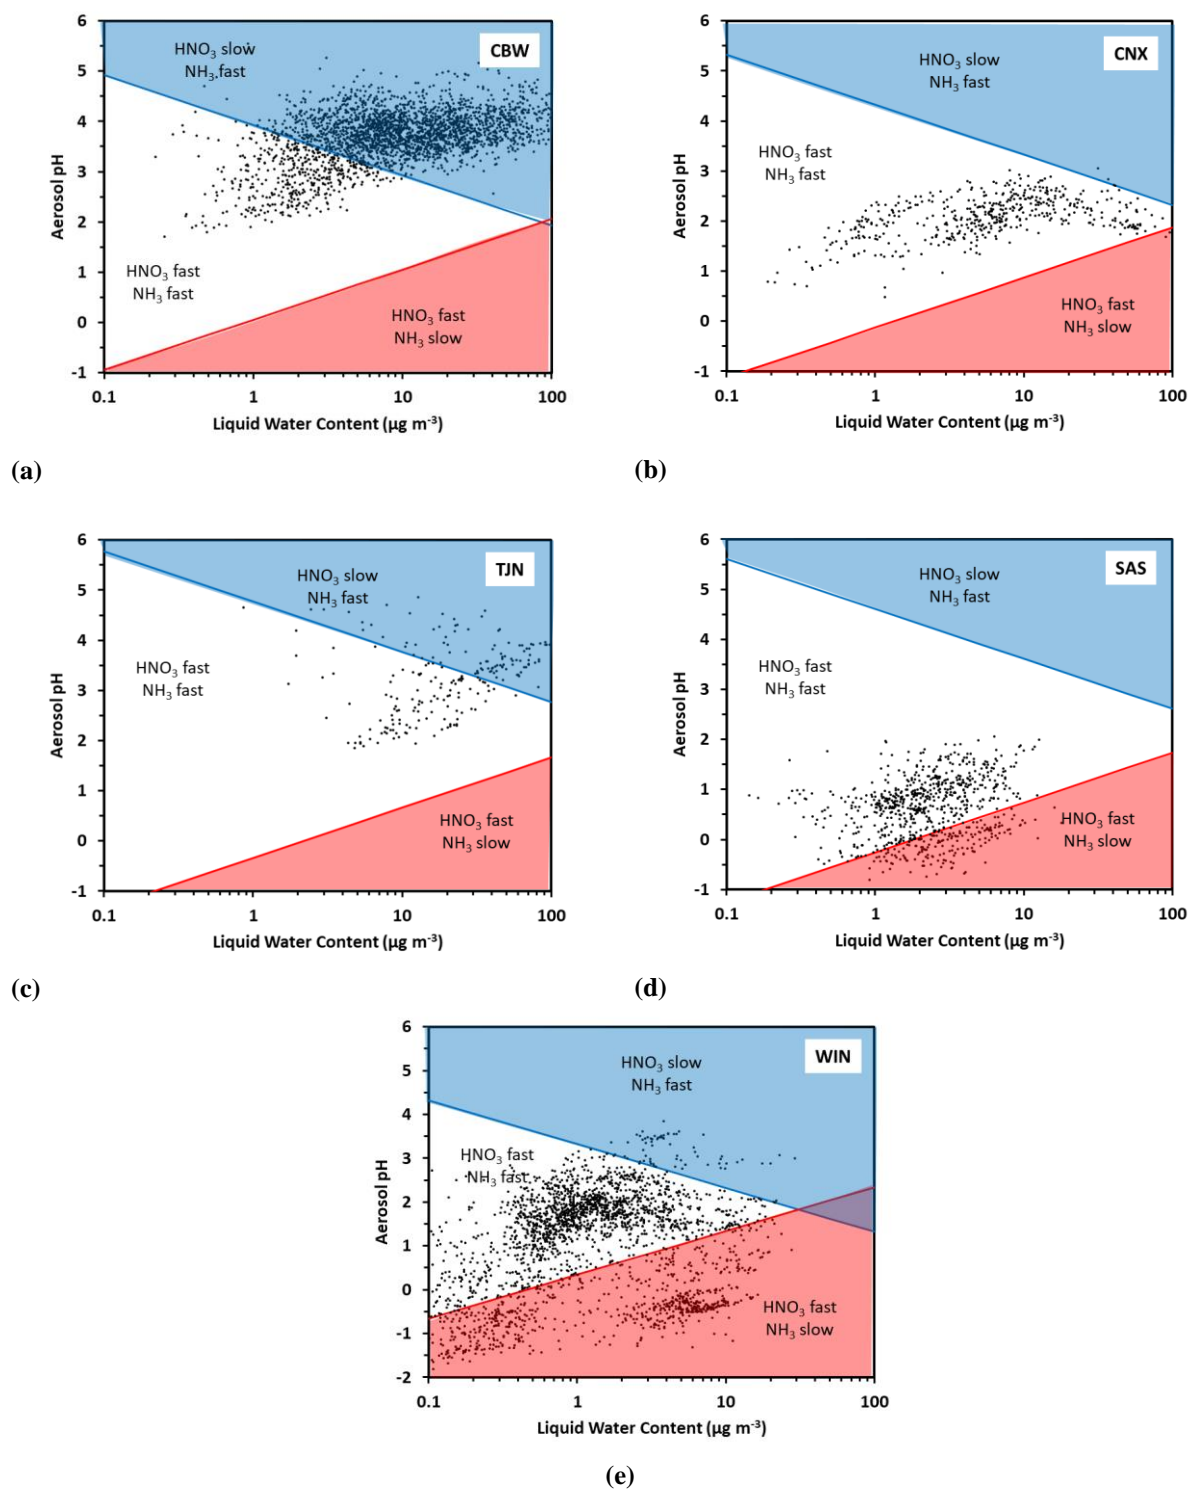 6
5
4
3
2
1
0
-1
Aerosol pH
HNO₃ slow
NH₃ fast
CBW
HNO₃ fast
NH₃ fast
HNO₃ fast
NH₃ slow
0.1 1 10 100
Liquid Water Content (µg m⁻³)
(a)
6
5
4
3
2
1
0
-1
Aerosol pH
HNO₃ slow
NH₃ fast
CNX
HNO₃ fast
NH₃ fast
HNO₃ fast
NH₃ slow
0.1 1 10 100
Liquid Water Content (µg m⁻³)
(b)
6
5
4
3
2
1
0
-1
Aerosol pH
TJN
HNO₃ slow
NH₃ fast
HNO₃ fast
NH₃ fast
HNO₃ fast
NH₃ slow
0.1 1 10 100
Liquid Water Content (µg m⁻³)
(c)
6
5
4
3
2
1
0
-1
Aerosol pH
SAS
HNO₃ slow
NH₃ fast
HNO₃ fast
NH₃ fast
HNO₃ fast
NH₃ slow
0.1 1 10 100
Liquid Water Content (µg m⁻³)
(d)
6
5
4
3
2
1
0
-1
-2
Aerosol pH
WIN
HNO₃ slow
NH₃ fast
HNO₃ fast
NH₃ fast
HNO₃ fast
NH₃ slow
0.1 1 10 100
Liquid Water Content (µg m⁻³)
(e)